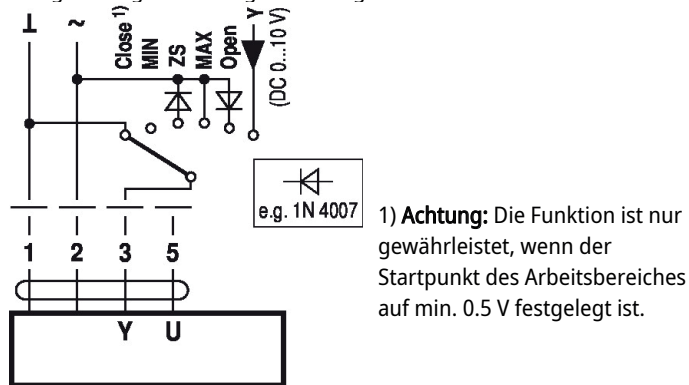 ⊥ ~ Close 1) MIN ZS MAX Open Y (DC 0...10 V)
e.g. 1N 4007
1) Achtung: Die Funktion ist nur
gewährleistet, wenn der
Startpunkt des Arbeitsbereiches
auf min. 0.5 V festgelegt ist.
1 2 3 5
Y U